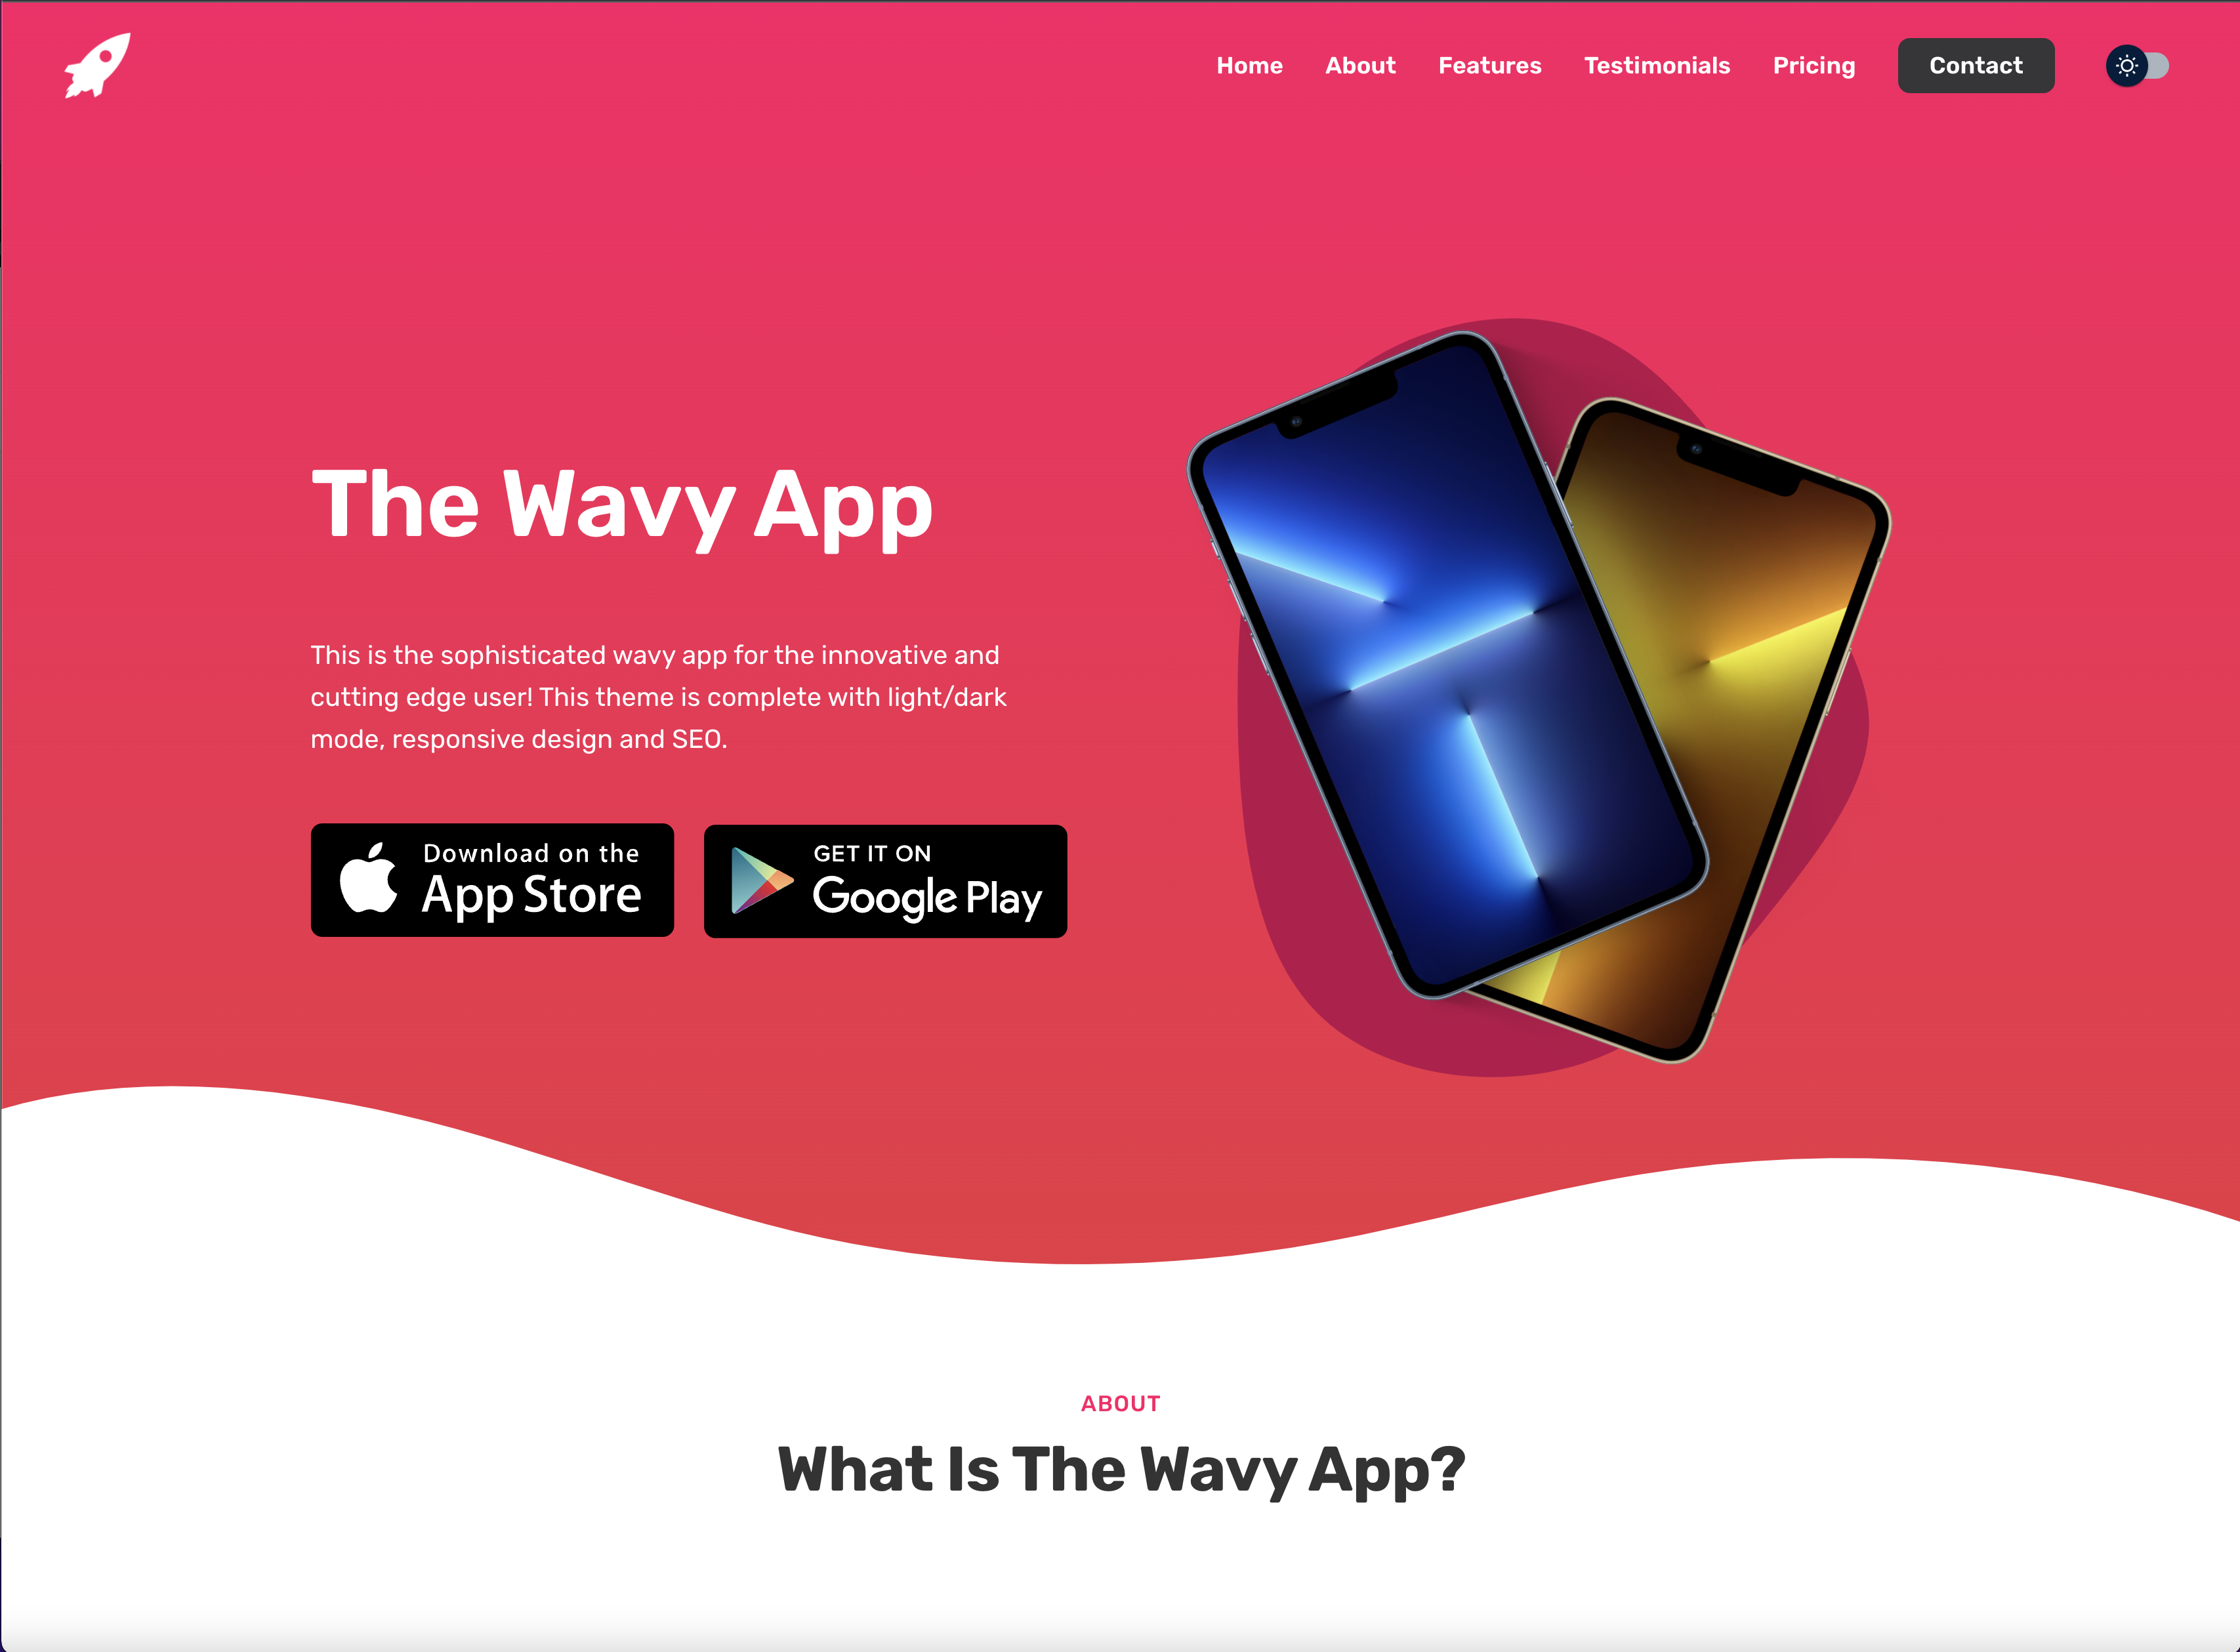 Home About Features Testimonials Pricing Contact
The Wavy App
This is the sophisticated wavy app for the innovative and
cutting edge user! This theme is complete with light/dark
mode, responsive design and SEO.
Download on the
App Store
GET IT ON
Google Play
ABOUT
What Is The Wavy App?